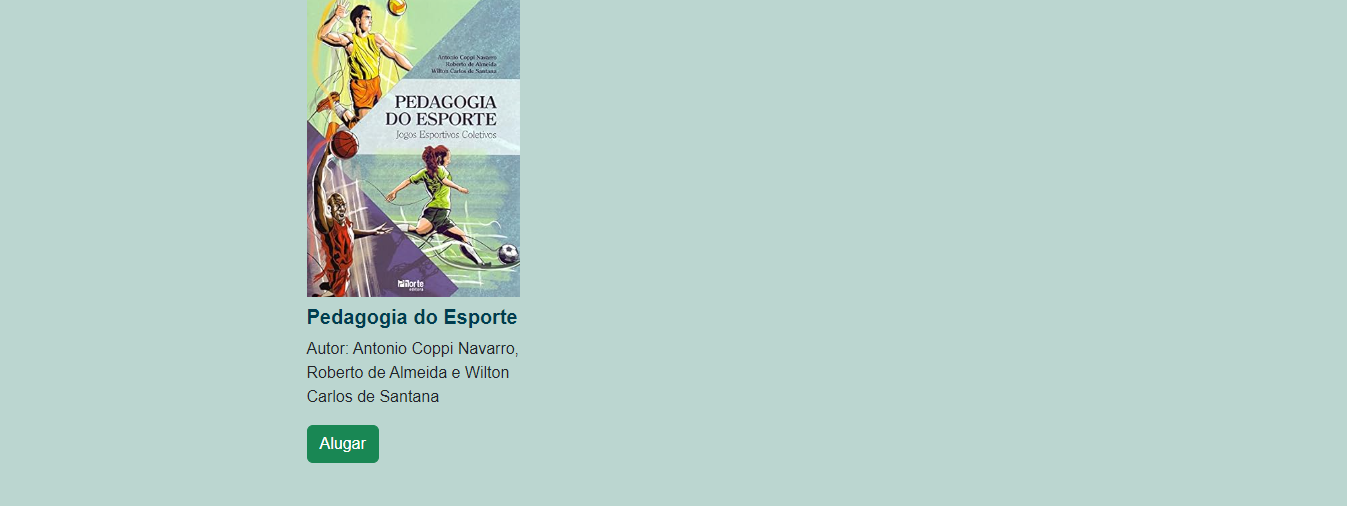 Antonio Coppi Navarro
Roberto de Almeida
Wilton Carlos de Santana
PEDAGOGIA
DO ESPORTE
Jogos Esportivos Coletivos
Phorte
editora
Pedagogia do Esporte
Autor: Antonio Coppi Navarro,
Roberto de Almeida e Wilton
Carlos de Santana
Alugar